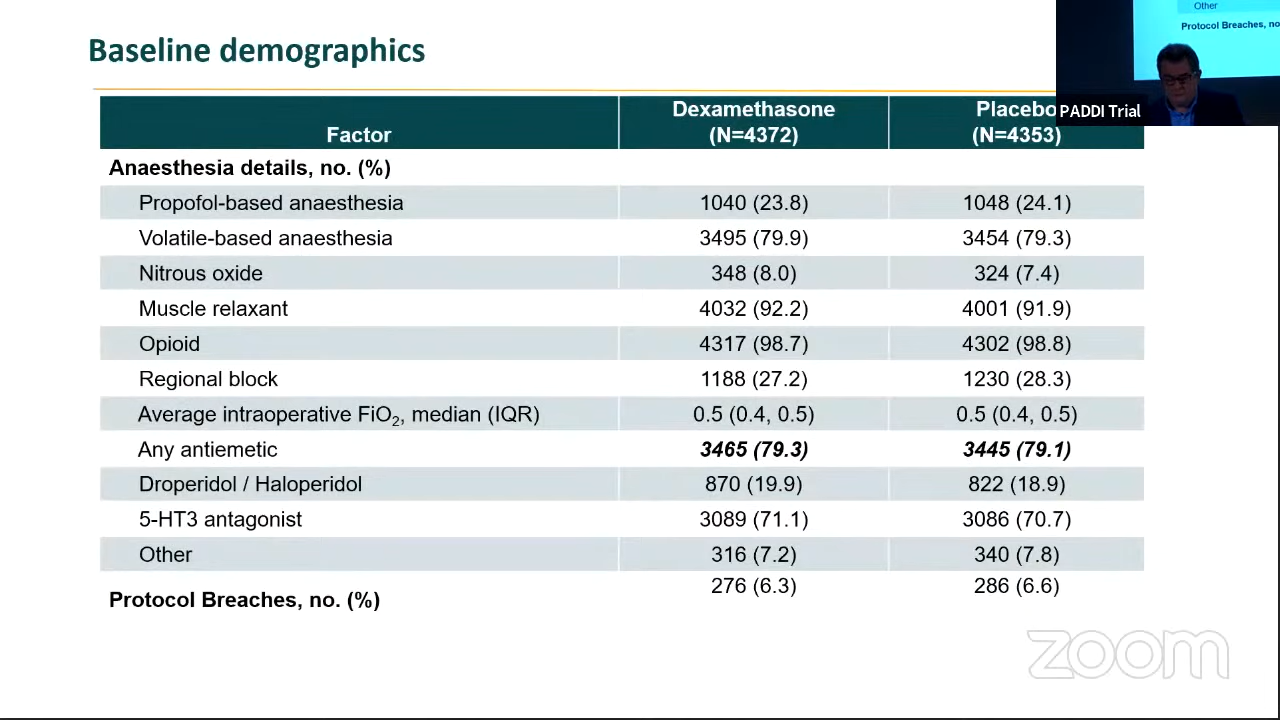 Baseline demographics
Other
Protocol Breaches, no
PADDI Trial
Factor Dexamethasone (N=4372) Placebo (N=4353)
Anaesthesia details, no. (%)
Propofol-based anaesthesia 1040 (23.8) 1048 (24.1)
Volatile-based anaesthesia 3495 (79.9) 3454 (79.3)
Nitrous oxide 348 (8.0) 324 (7.4)
Muscle relaxant 4032 (92.2) 4001 (91.9)
Opioid 4317 (98.7) 4302 (98.8)
Regional block 1188 (27.2) 1230 (28.3)
Average intraoperative FiO₂, median (IQR) 0.5 (0.4, 0.5) 0.5 (0.4, 0.5)
Any antiemetic 3465 (79.3) 3445 (79.1)
Droperidol / Haloperidol 870 (19.9) 822 (18.9)
5-HT3 antagonist 3089 (71.1) 3086 (70.7)
Other 316 (7.2) 340 (7.8)
Protocol Breaches, no. (%) 276 (6.3) 286 (6.6)
zoom